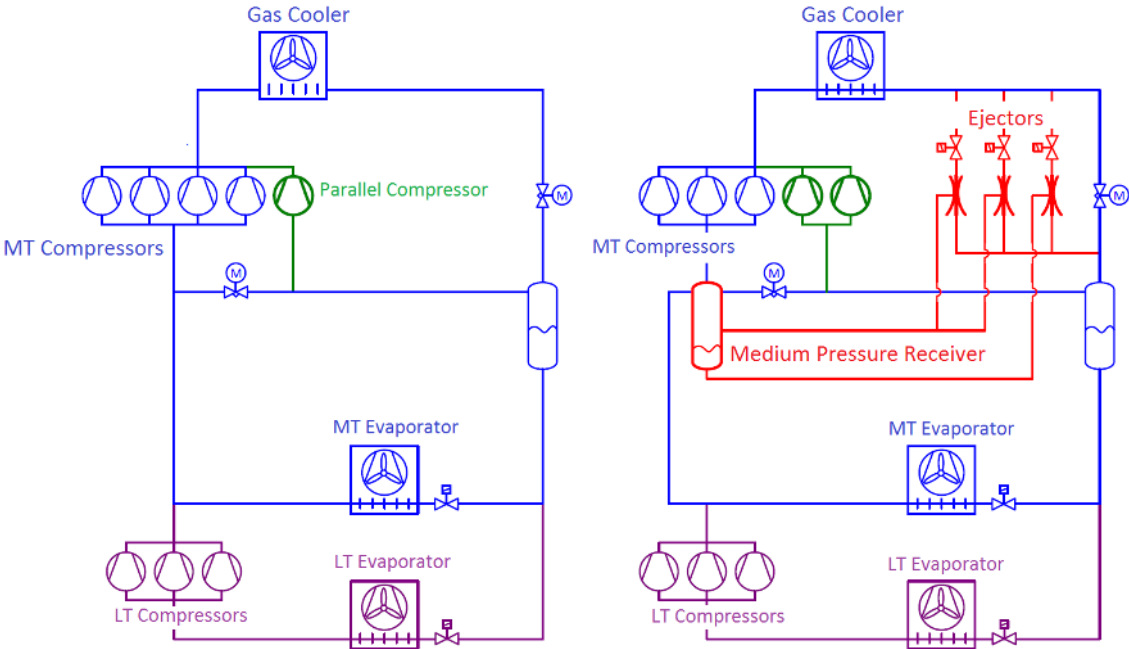 Gas Cooler
M
Parallel Compressor
MT Compressors
M
MT Evaporator
LT Evaporator
LT Compressors
Gas Cooler
Ejectors
M
MT Compressors
M
Medium Pressure Receiver
MT Evaporator
LT Evaporator
LT Compressors